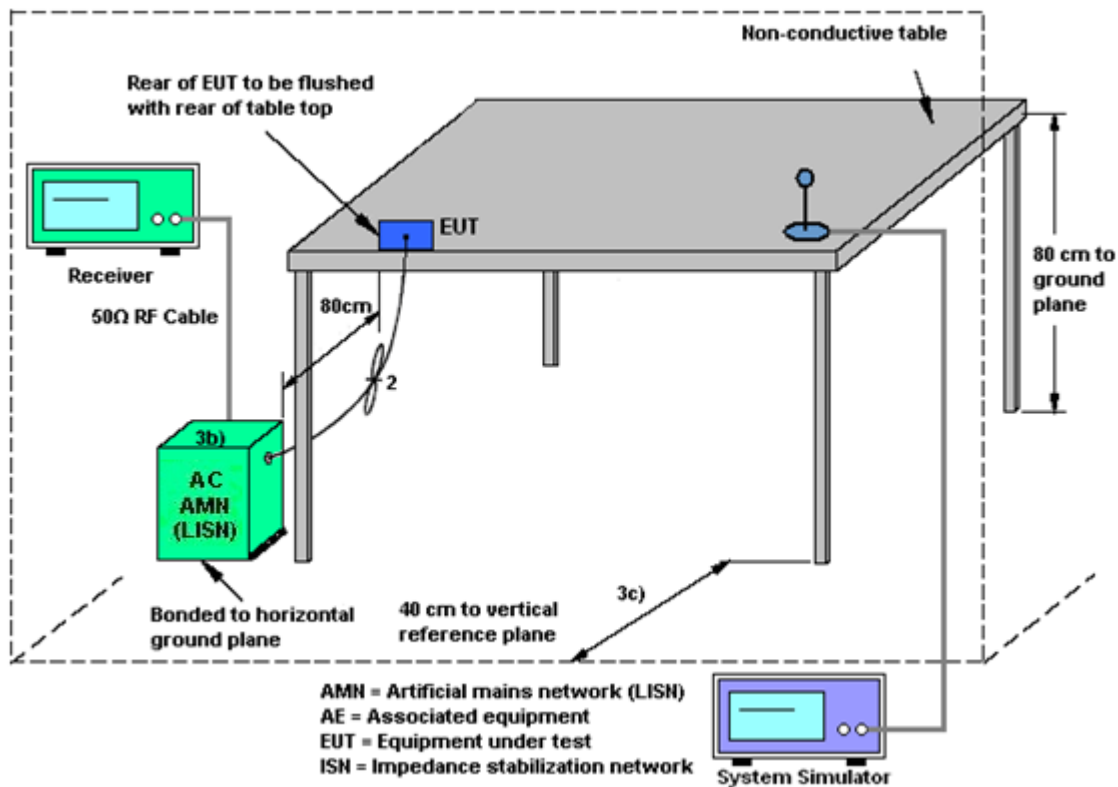 Non-conductive table
Rear of EUT to be flushed
with rear of table top
EUT
Receiver
80 cm to
ground
plane
80cm
50Ω RF Cable
2
3b)
AC
AMN
(LISN)
3c)
Bonded to horizontal
ground plane
40 cm to vertical
reference plane
AMN = Artificial mains network (LISN)
AE = Associated equipment
EUT = Equipment under test
ISN = Impedance stabilization network
System Simulator